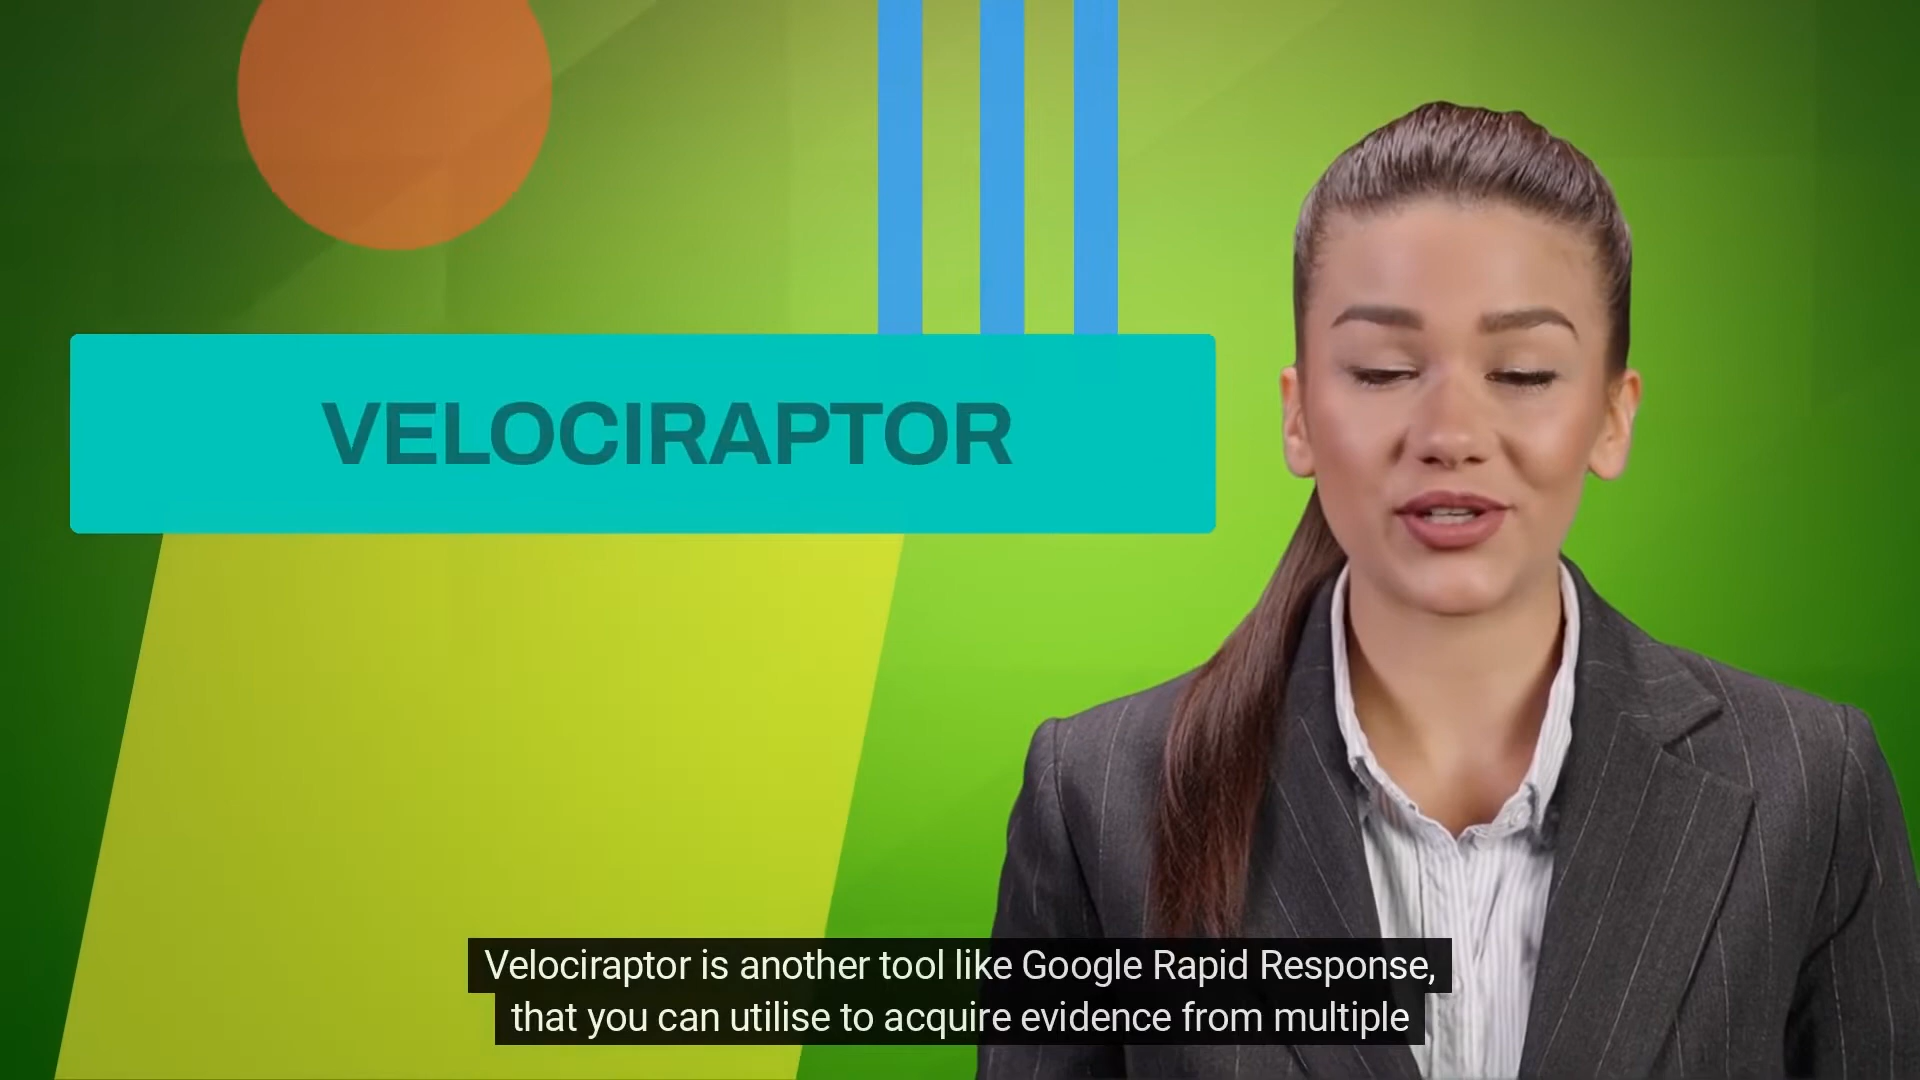 VELOCIRAPTOR
Velociraptor is another tool like Google Rapid Response,
that you can utilise to acquire evidence from multiple